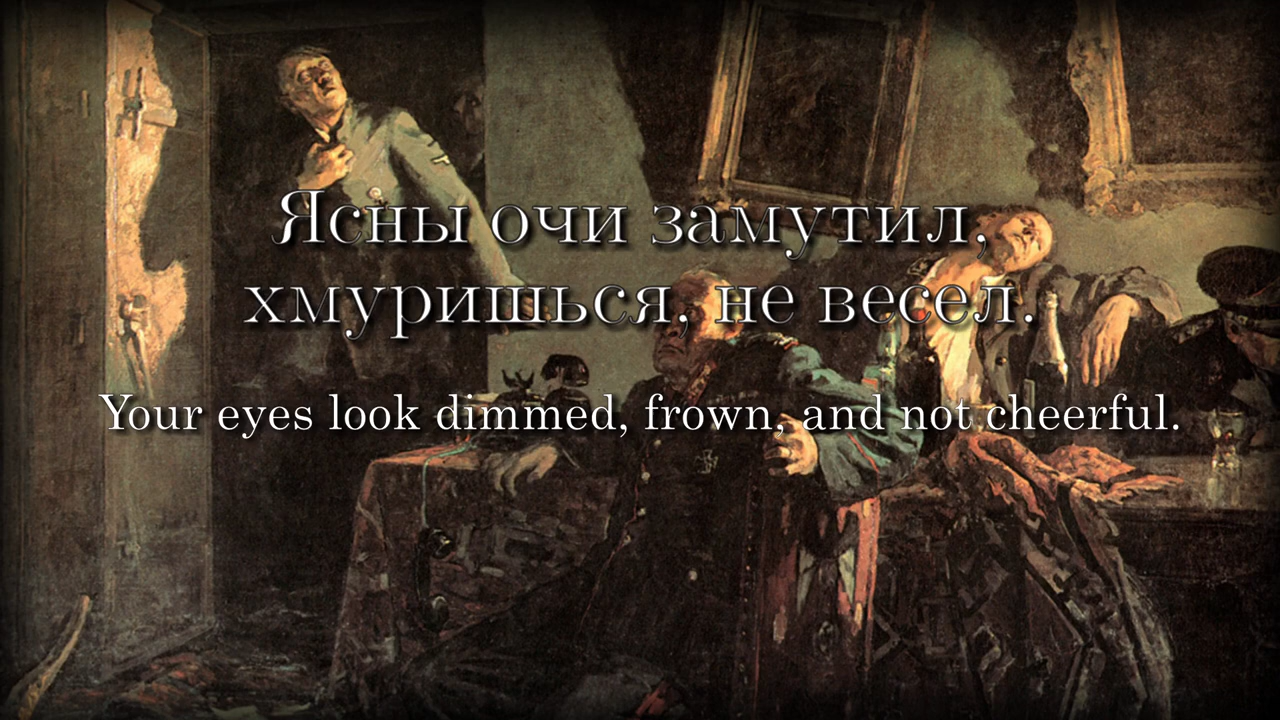 Ясны очи замутил,
хмуришься, не весел.
Your eyes look dimmed, frown, and not cheerful.